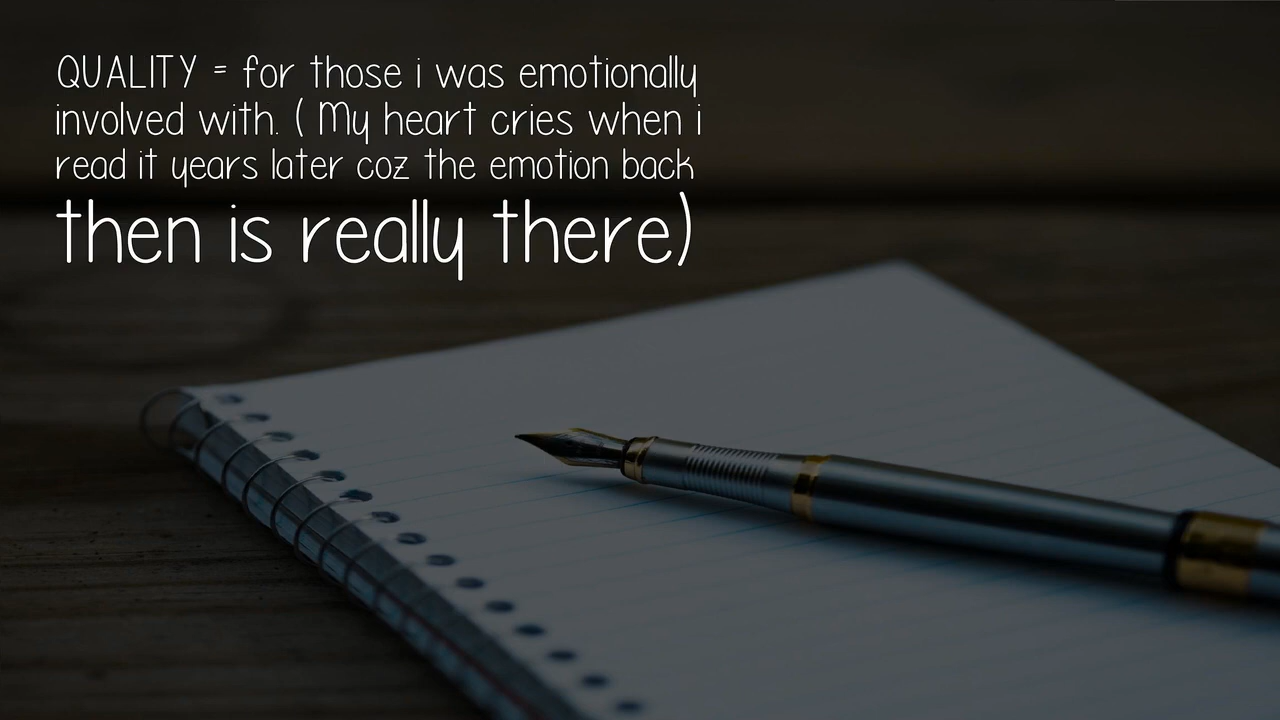 QUALITY = for those i was emotionally
involved with. ( My heart cries when i
read it years later coz the emotion back
then is really there)